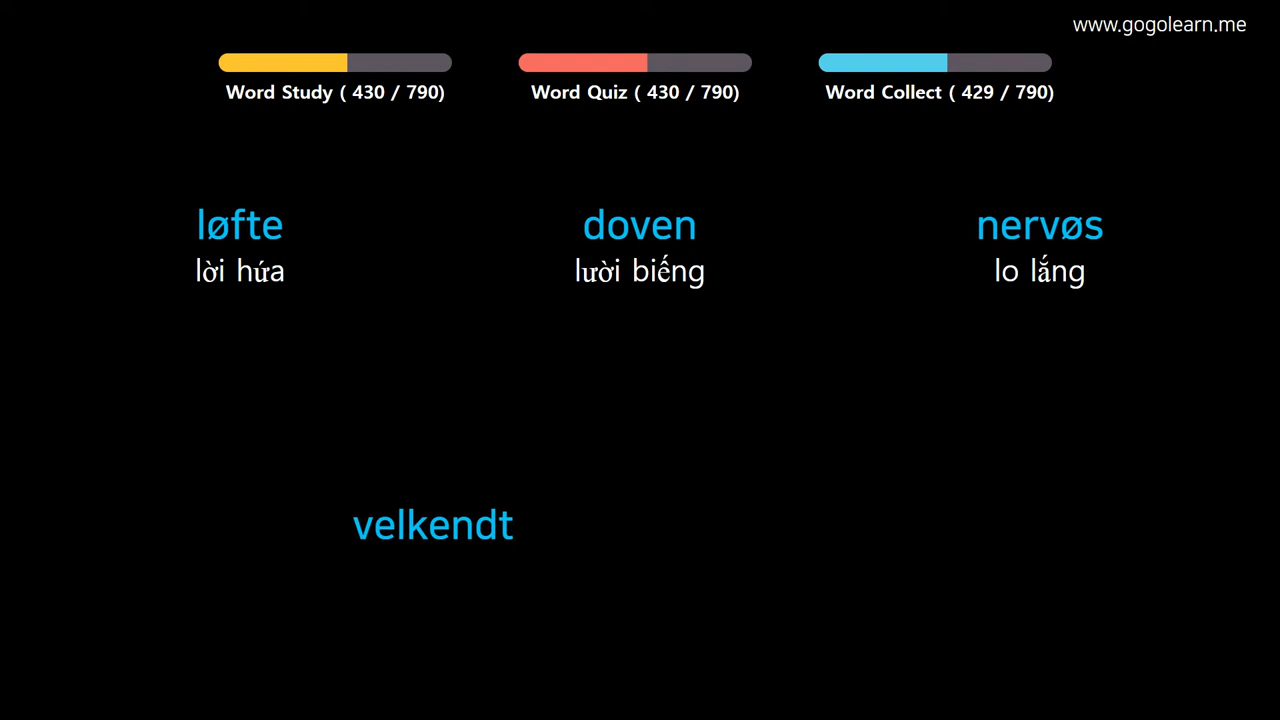 www.gogolearn.me
Word Study ( 430 / 790)
Word Quiz ( 430 / 790)
Word Collect ( 429 / 790)
løfte
lời hứa
doven
lười biếng
nervøs
lo lắng
velkendt